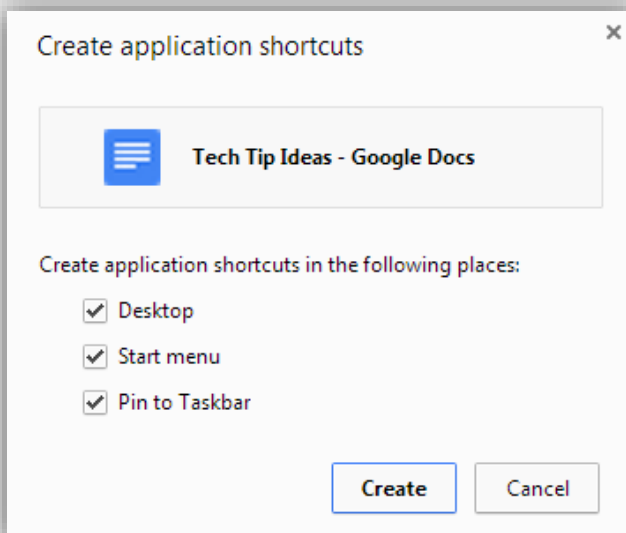 Create application shortcuts
Tech Tip Ideas - Google Docs
Create application shortcuts in the following places:
Desktop
Start menu
Pin to Taskbar
Create Cancel